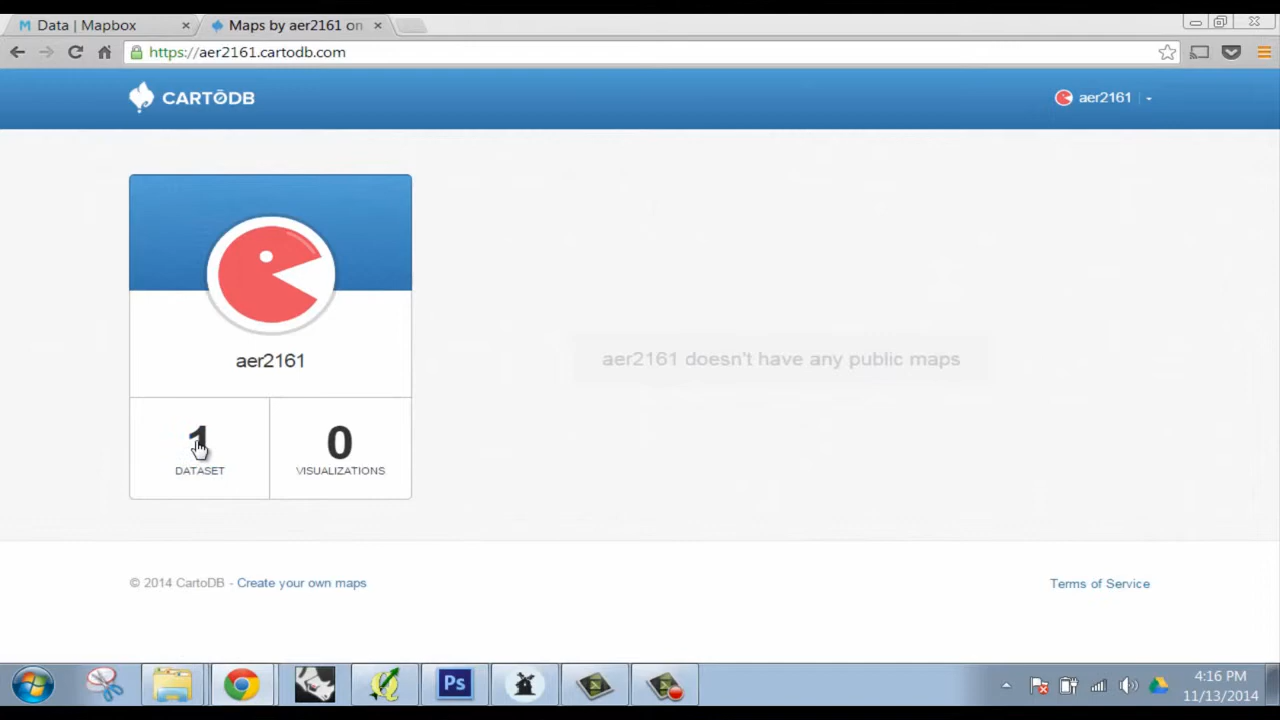 Data | Mapbox
Maps by aer2161 on
https://aer2161.cartodb.com
CARTODB
aer2161
aer2161
aer2161 doesn't have any public maps
1
DATASET
0
VISUALIZATIONS
© 2014 CartoDB - Create your own maps
Terms of Service
Ps
4:16 PM
11/13/2014